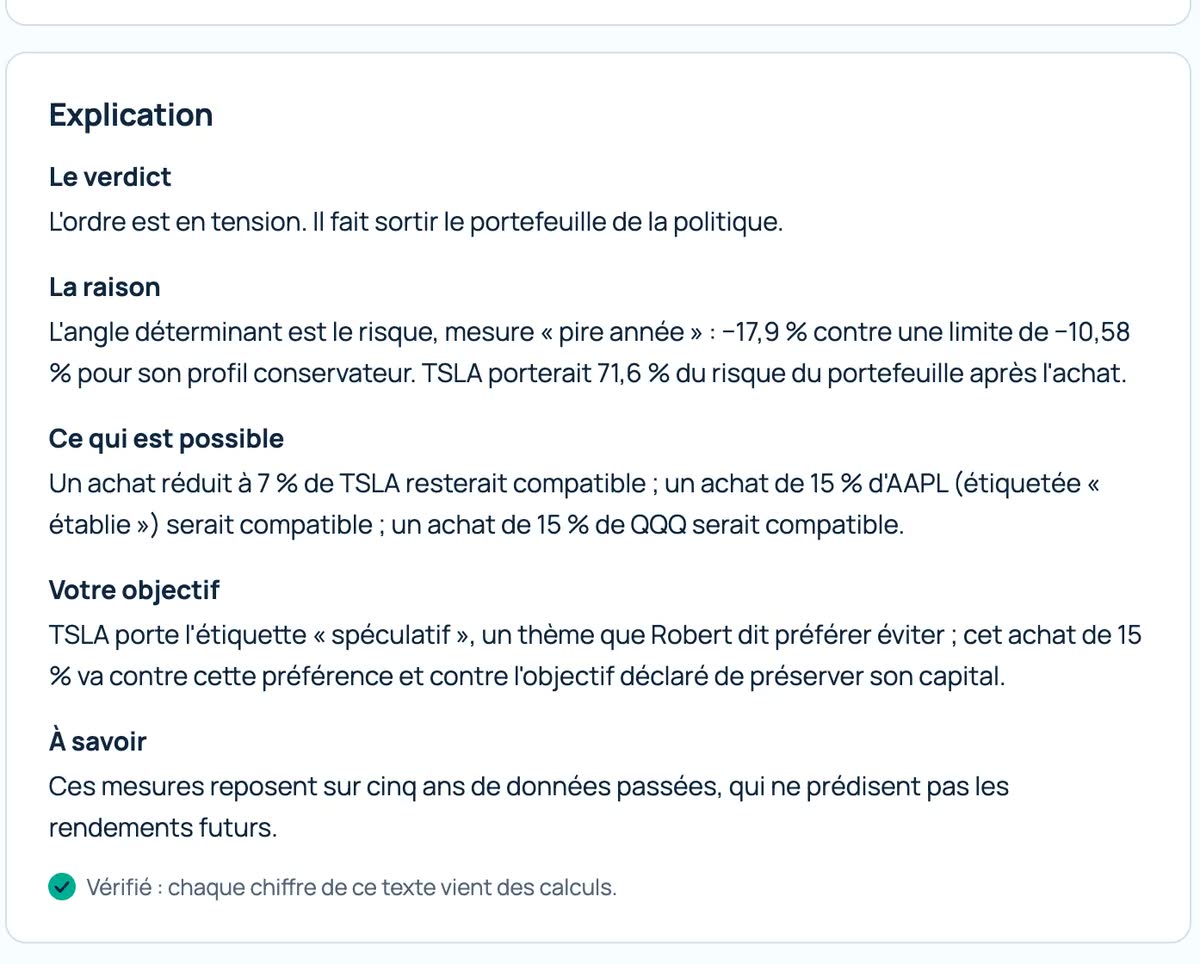 Explication
Le verdict
L'ordre est en tension. Il fait sortir le portefeuille de la politique.
La raison
L'angle déterminant est le risque, mesure « pire année » : −17,9 % contre une limite de −10,58
% pour son profil conservateur. TSLA porterait 71,6 % du risque du portefeuille après l'achat.
Ce qui est possible
Un achat réduit à 7 % de TSLA resterait compatible ; un achat de 15 % d'AAPL (étiquetée «
établie ») serait compatible ; un achat de 15 % de QQQ serait compatible.
Votre objectif
TSLA porte l'étiquette « spéculatif », un thème que Robert dit préférer éviter ; cet achat de 15
% va contre cette préférence et contre l'objectif déclaré de préserver son capital.
À savoir
Ces mesures reposent sur cinq ans de données passées, qui ne prédisent pas les
rendements futurs.
Vérifié : chaque chiffre de ce texte vient des calculs.